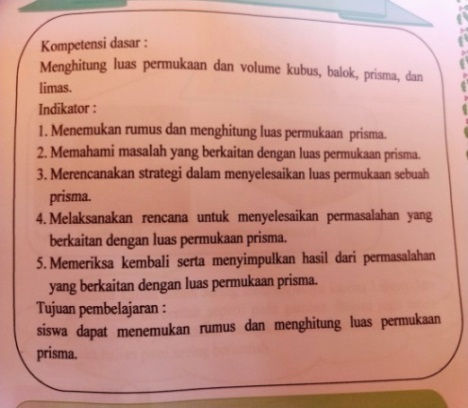 Kompetensi dasar :
Menghitung luas permukaan dan volume kubus, balok, prisma, dan
limas.
Indikator :
1. Menemukan rumus dan menghitung luas permukaan prisma.
2. Memahami masalah yang berkaitan dengan luas permukaan prisma.
3. Merencanakan strategi dalam menyelesaikan luas permukaan sebuah
prisma.
4. Melaksanakan rencana untuk menyelesaikan permasalahan yang
berkaitan dengan luas permukaan prisma.
5. Memeriksa kembali serta menyimpulkan hasil dari permasalahan
yang berkaitan dengan luas permukaan prisma.
Tujuan pembelajaran :
siswa dapat menemukan rumus dan menghitung luas permukaan
prisma.